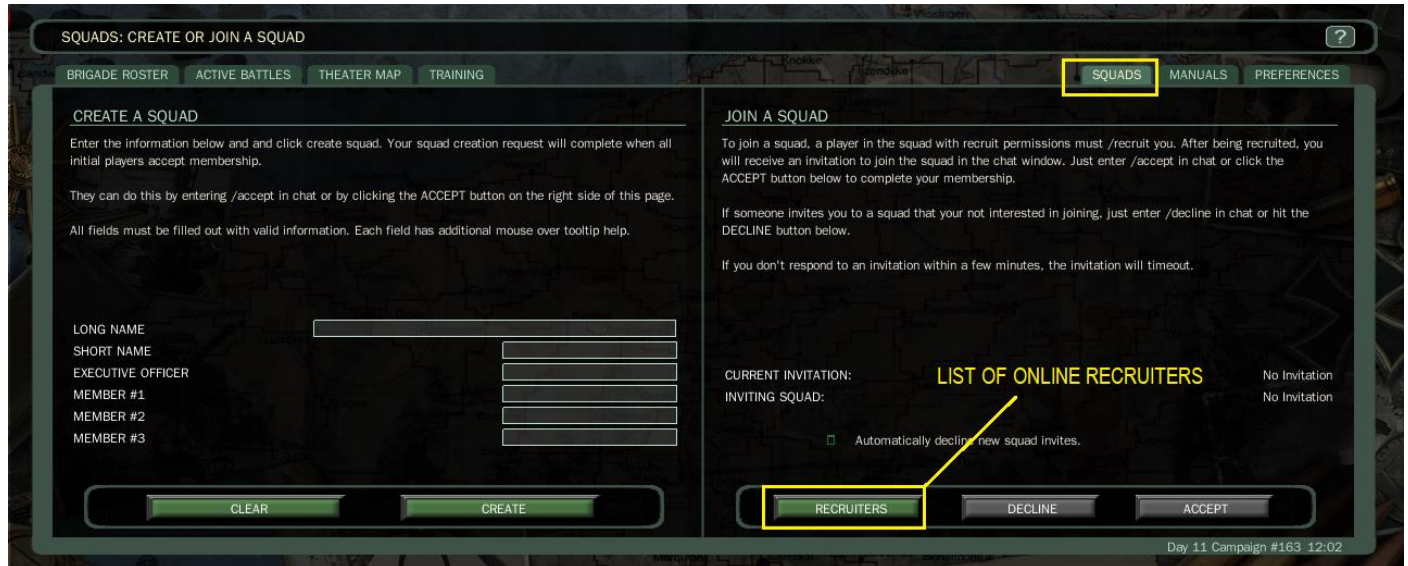 SQUADS: CREATE OR JOIN A SQUAD
?
BRIGADE ROSTER
ACTIVE BATTLES
THEATER MAP
TRAINING
SQUADS
MANUALS
PREFERENCES
CREATE A SQUAD
Enter the information below and and click create squad. Your squad creation request will complete when all
initial players accept membership.
They can do this by entering /accept in chat or by clicking the ACCEPT button on the right side of this page.
All fields must be filled out with valid information. Each field has additional mouse over tooltip help.
LONG NAME
SHORT NAME
EXECUTIVE OFFICER
MEMBER #1
MEMBER #2
MEMBER #3
CLEAR
CREATE
JOIN A SQUAD
To join a squad, a player in the squad with recruit permissions must /recruit you. After being recruited, you
will receive an invitation to join the squad in the chat window. Just enter /accept in chat or click the
ACCEPT button below to complete your membership.
If someone invites you to a squad that your not interested in joining, just enter /decline in chat or hit the
DECLINE button below.
If you don't respond to an invitation within a few minutes, the invitation will timeout.
LIST OF ONLINE RECRUITERS
CURRENT INVITATION: No Invitation
INVITING SQUAD: No Invitation
Automatically decline new squad invites.
RECRUITERS
DECLINE
ACCEPT
Day 11 Campaign #163 12:02